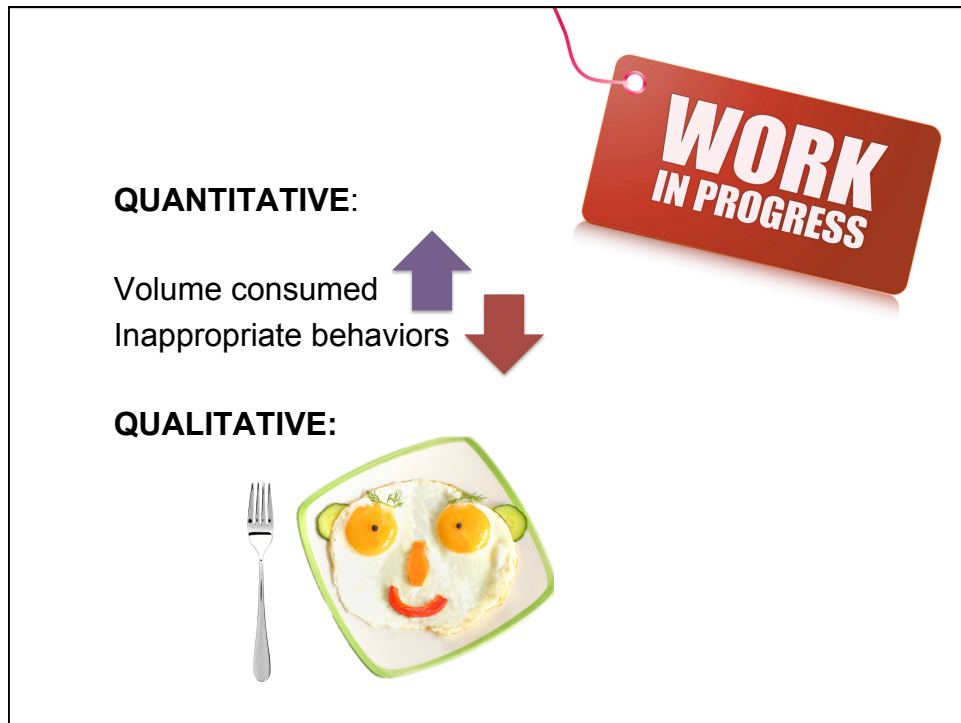 WORK
IN PROGRESS
QUANTITATIVE:
Volume consumed
Inappropriate behaviors
QUALITATIVE: